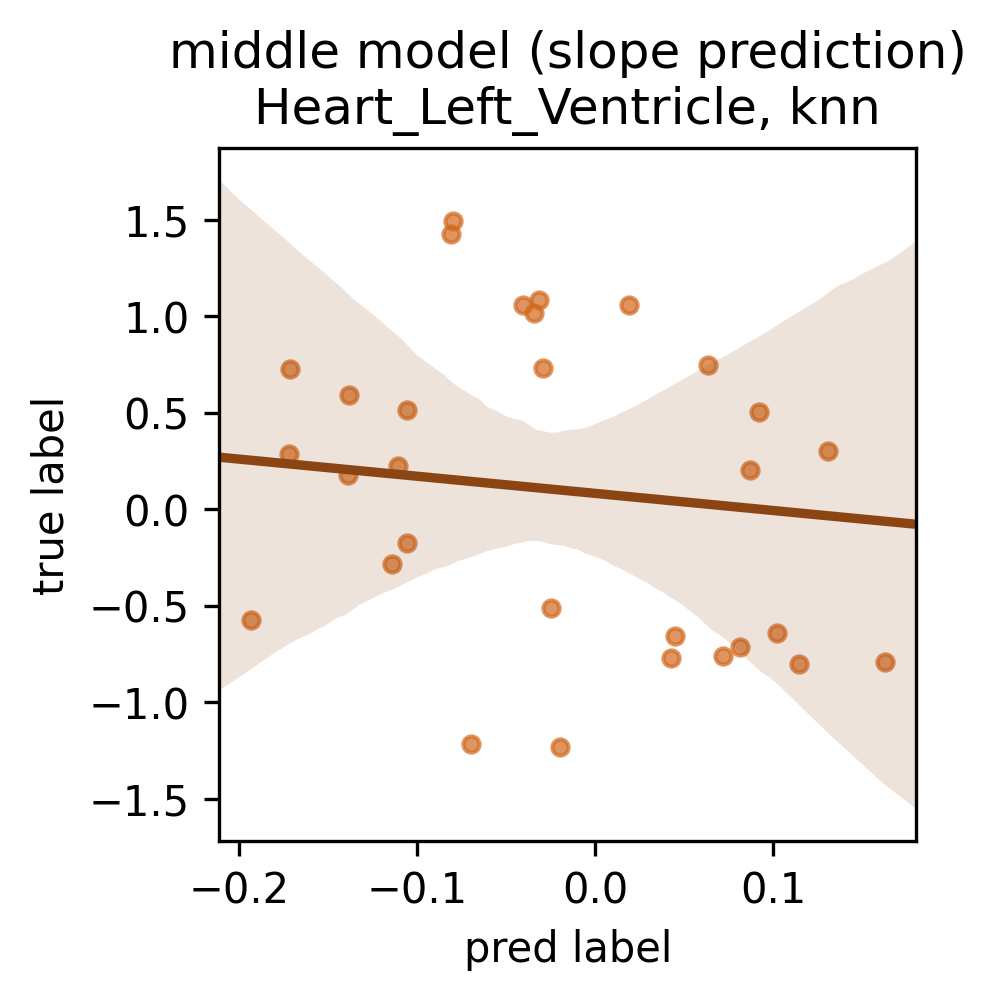 middle model (slope prediction)
Heart_Left_Ventricle, knn
1.5
1.0
0.5
0.0
−0.5
−1.0
−1.5
true label
−0.2
−0.1
0.0
0.1
pred label